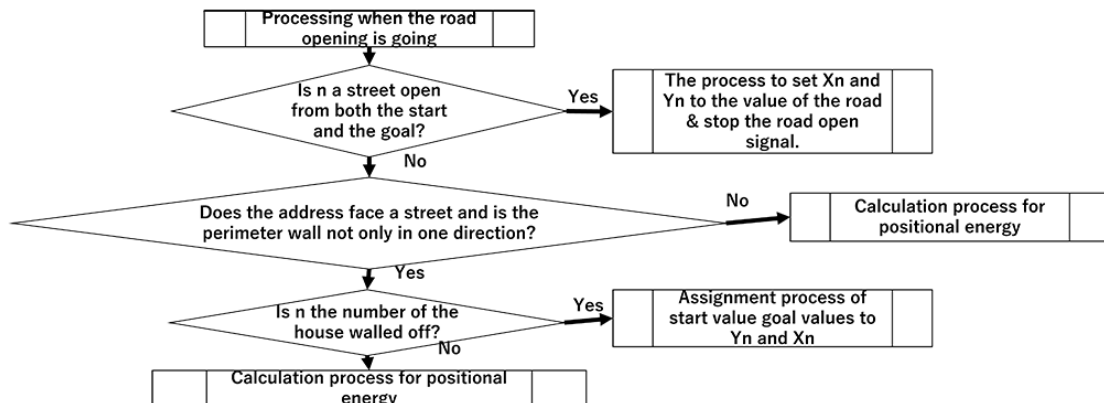 Processing when the road
opening is going
Is n a street open
from both the start
and the goal?
Yes
The process to set Xn and
Yn to the value of the road
& stop the road open
signal.
No
Does the address face a street and is the
perimeter wall not only in one direction?
No
Calculation process for
positional energy
Yes
Is n the number of the
house walled off?
Yes
Assignment process of
start value goal values to
Yn and Xn
No
Calculation process for positional
energy